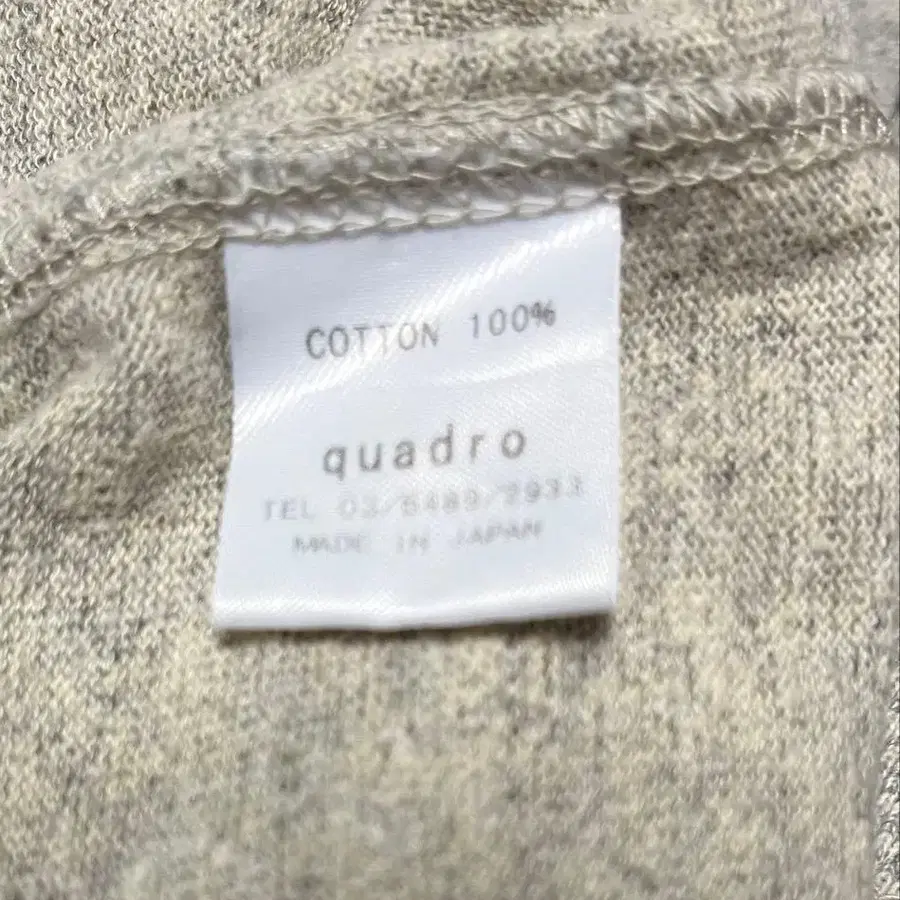 COTTON 100%
quadro
TEL 03/5489/7933
MADE IN JAPAN